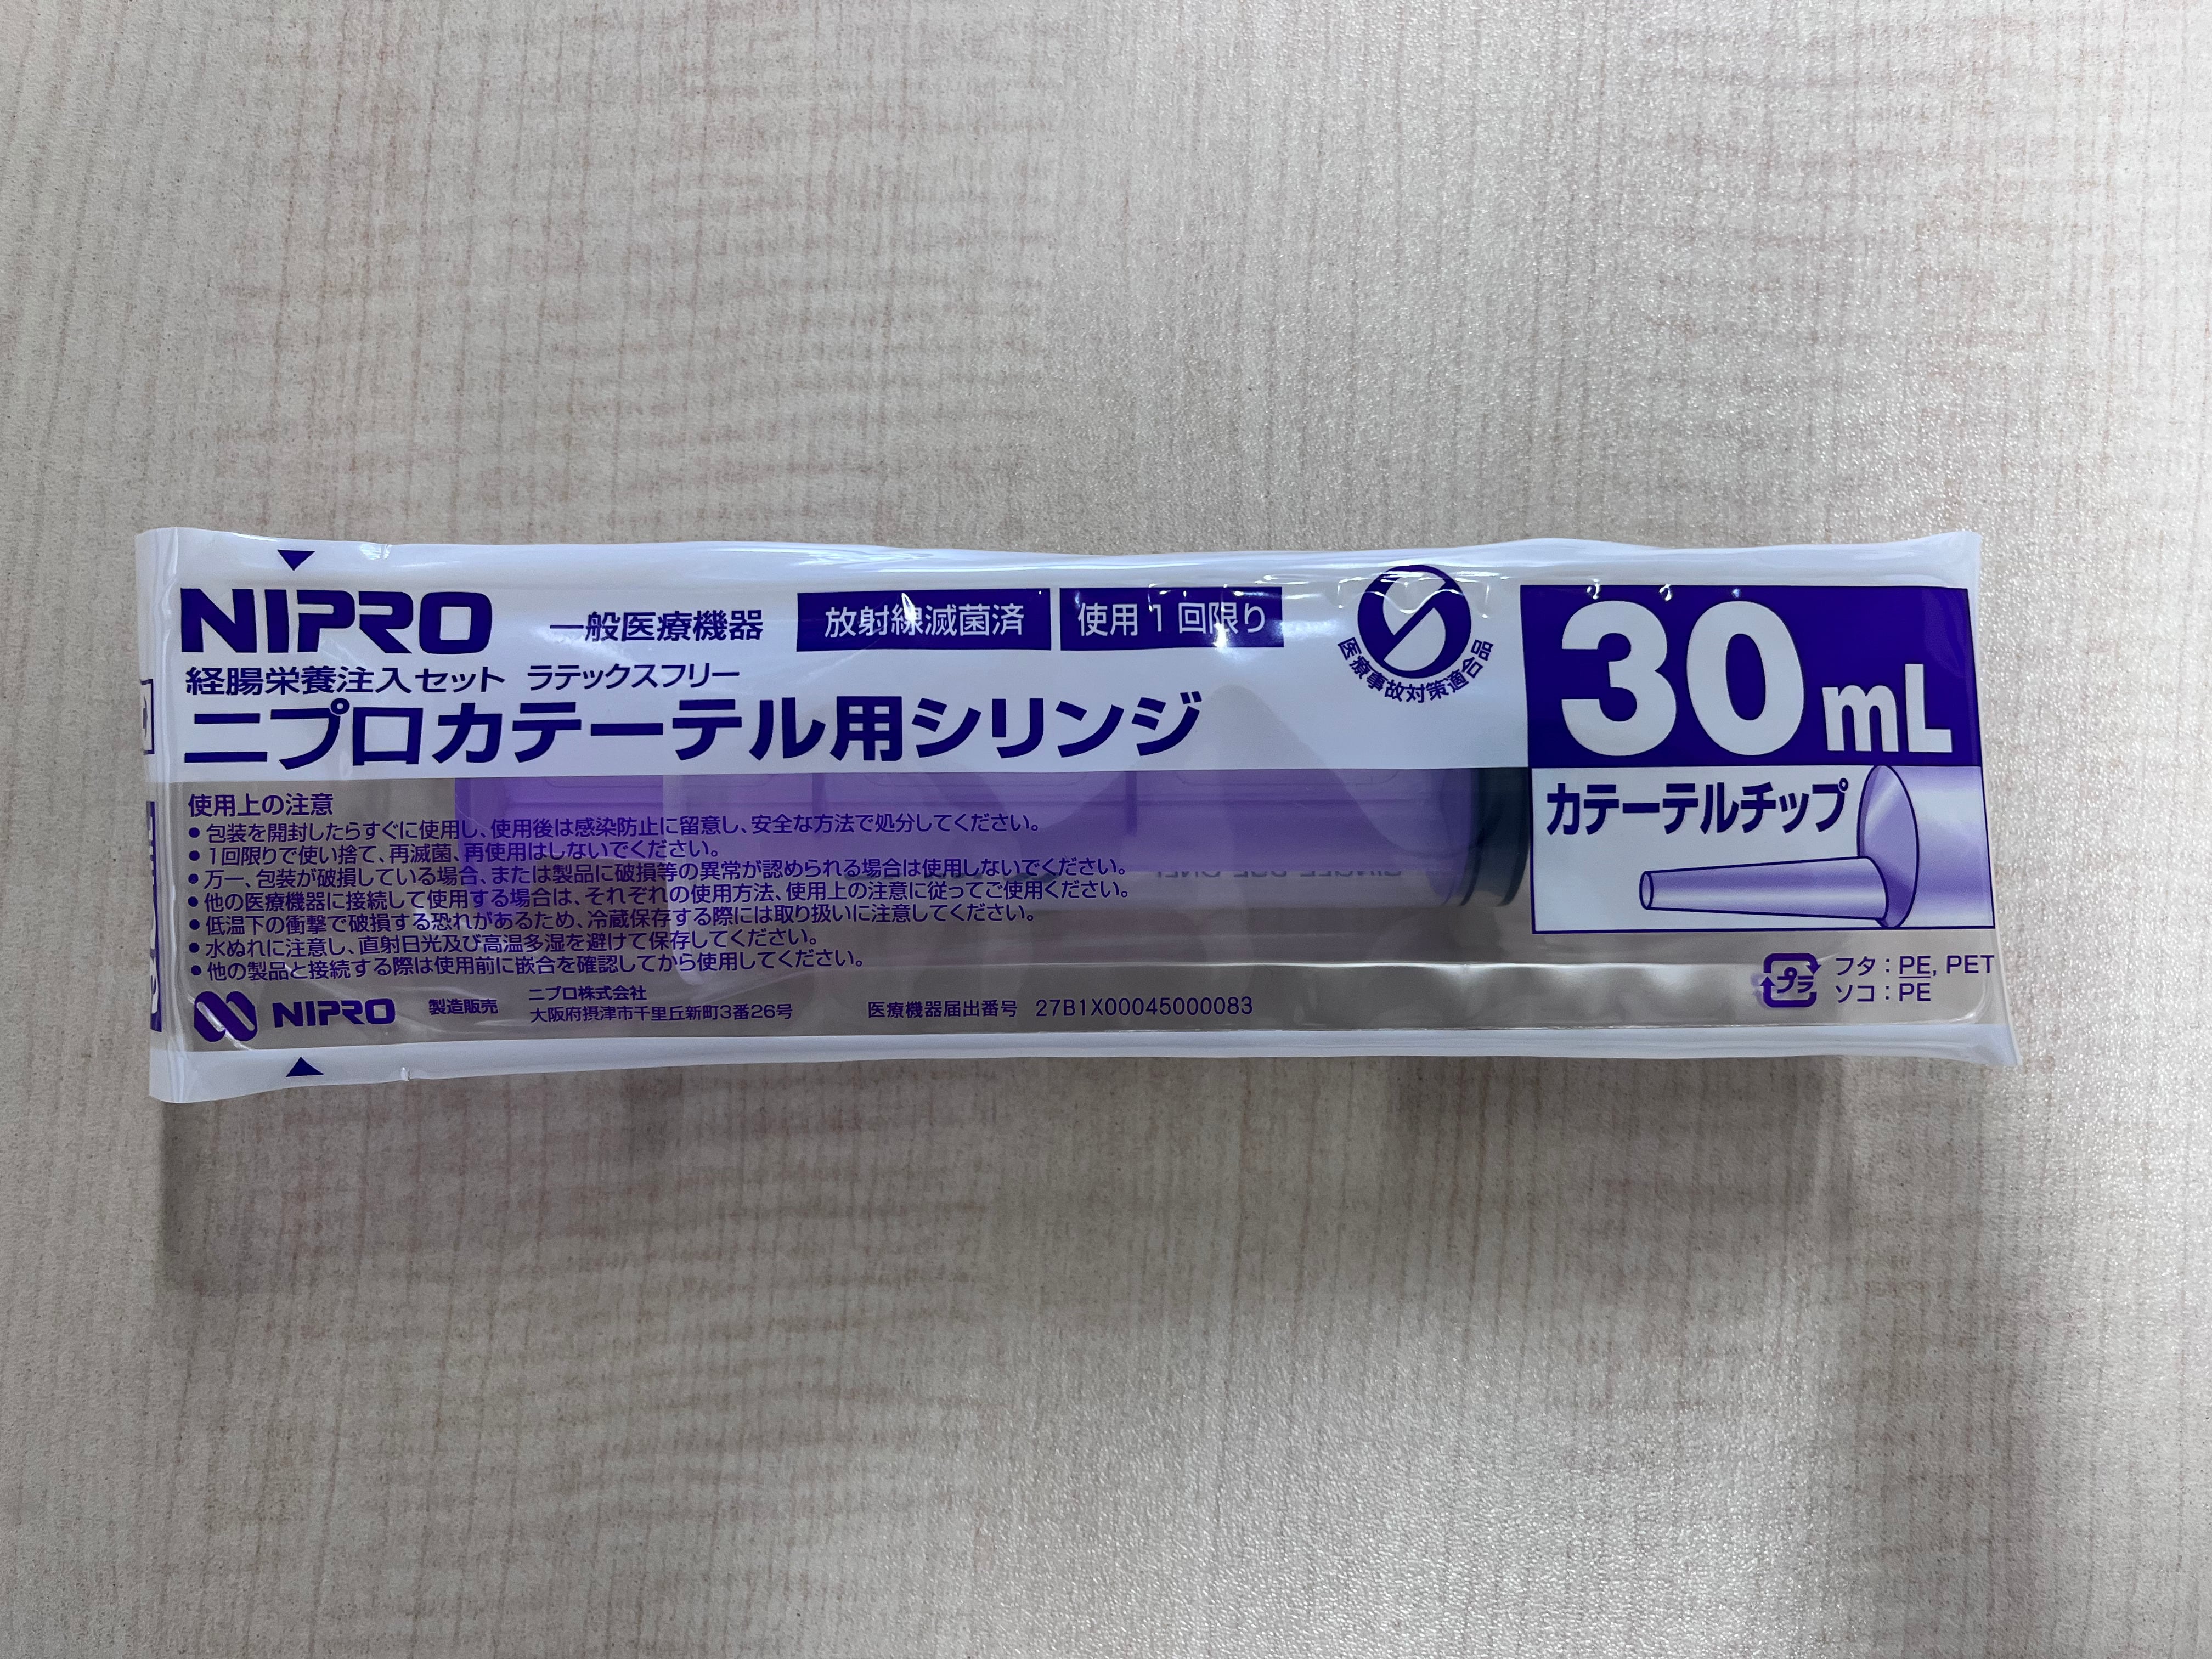 NIPRO 一般医療機器 放射線滅菌済 使用1回限り
経腸栄養注入セット ラテックスフリー
ニプロカテーテル用シリンジ
医療事故対策適合品
30mL
カテーテルチップ
使用上の注意
●包装を開封したらすぐに使用し、使用後は感染防止に留意し、安全な方法で処分してください。
●1回限りで使い捨て、再滅菌、再使用はしないでください。
●万一、包装が破損している場合、または製品に破損等の異常が認められる場合は使用しないでください。
●他の医療機器に接続して使用する場合は、それぞれの使用方法、使用上の注意に従ってご使用ください。
●低温下の衝撃で破損する恐れがあるため、冷蔵保存する際には取り扱いに注意してください。
●水ぬれに注意し、直射日光及び高温多湿を避けて保存してください。
●他の製品と接続する際は使用前に嵌合を確認してから使用してください。
NIPRO 製造販売 ニプロ株式会社
大阪府摂津市千里丘新町3番26号 医療機器届出番号 27B1X00045000083
プラ フタ：PE, PET
ソコ：PE
SINGLE USE ONLY